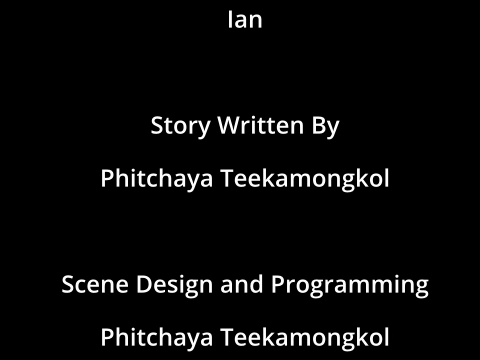 Ian
Story Written By
Phitchaya Teekamongkol
Scene Design and Programming
Phitchaya Teekamongkol